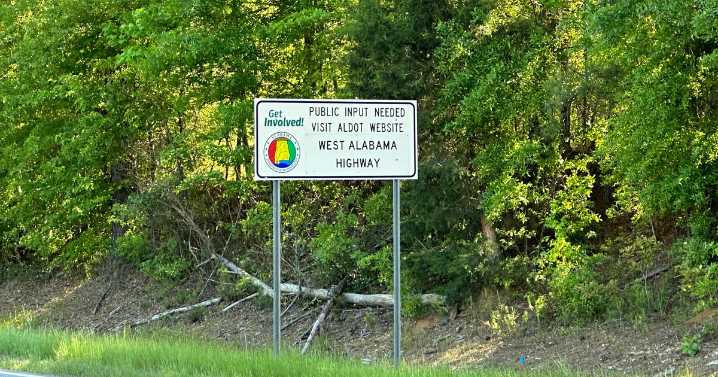 Get
Involved!
PUBLIC INPUT NEEDED
VISIT ALDOT WEBSITE
WEST ALABAMA
HIGHWAY